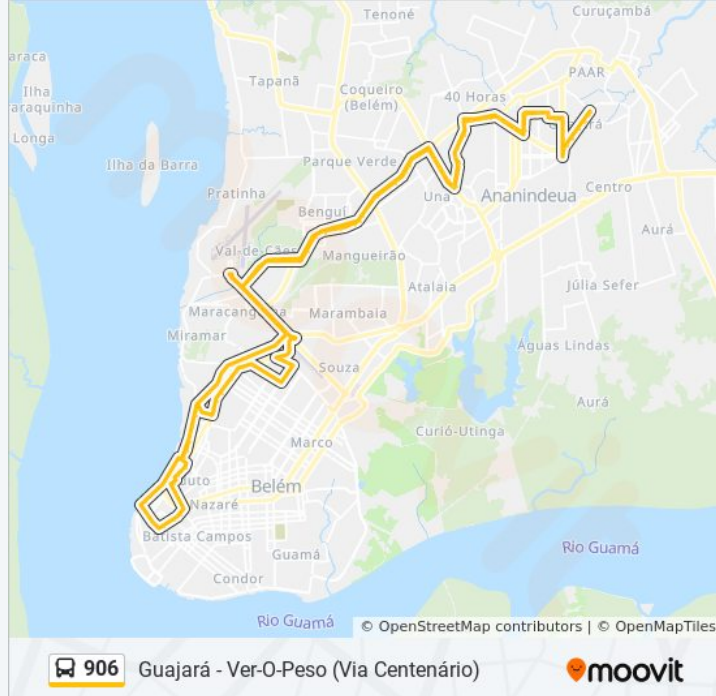 Tenoné
Curuçambá
araca
Tapanã
PAAR
Ilha
araquinha
Coqueiro
(Belém)
40 Horas
Longa
Ilha da Barra
Parque Verde
Pratinha
Una
Ananindeua
Centro
Benguí
Aurá
Val-de-Cães
Mangueirão
Atalaia
Júlia Sefer
Marambaia
Miramar
Águas Lindas
Souza
Aurá
Curió-Utinga
Marco
Belém
Nazaré
Batista Campos
Guamá
Rio Guamá
Condor
Rio Guamá
© OpenStreetMap contributors | © OpenMapTiles
906 Guajará - Ver-O-Peso (Via Centenário)
moovit